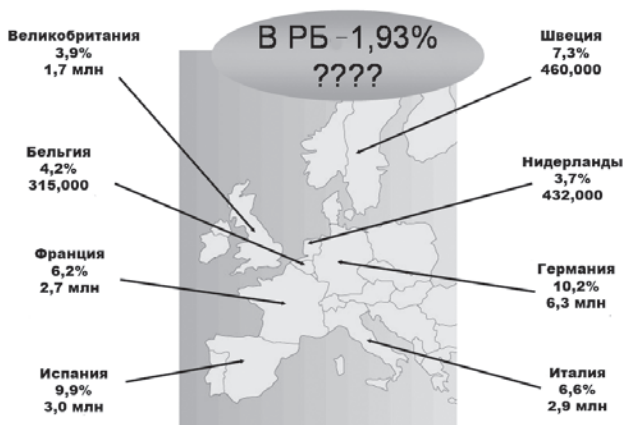 В РБ –1,93%
????
Великобритания
3,9%
1,7 млн
Бельгия
4,2%
315,000
Франция
6,2%
2,7 млн
Испания
9,9%
3,0 млн
Швеция
7,3%
460,000
Нидерланды
3,7%
432,000
Германия
10,2%
6,3 млн
Италия
6,6%
2,9 млн